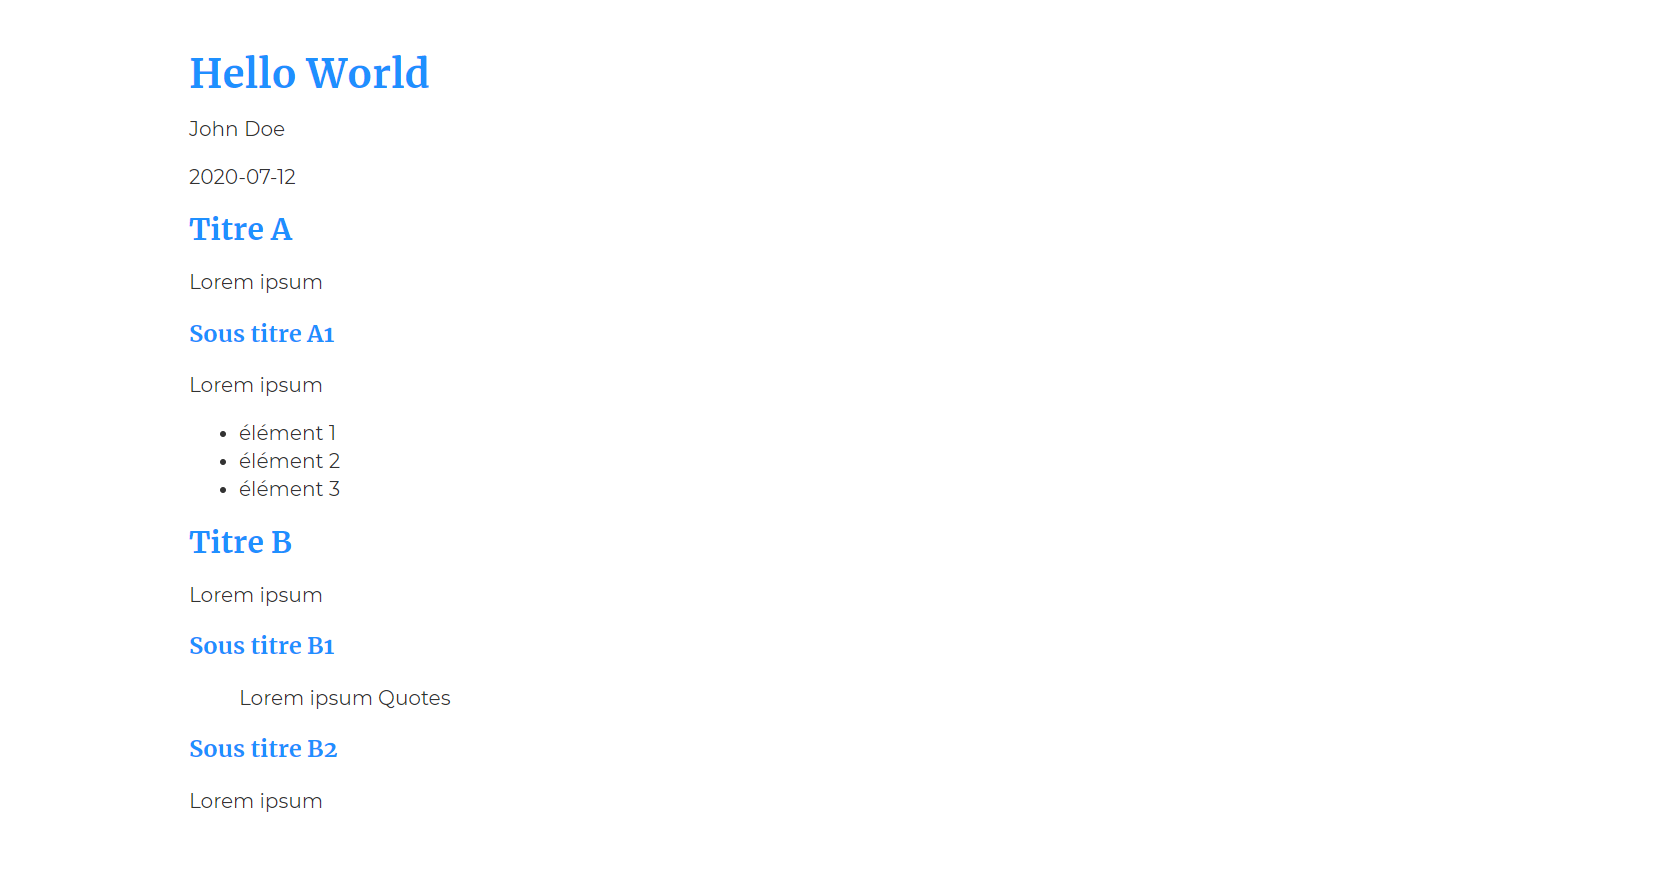 Hello World
John Doe
2020-07-12
Titre A
Lorem ipsum
Sous titre A1
Lorem ipsum
• élément 1
• élément 2
• élément 3
Titre B
Lorem ipsum
Sous titre B1
Lorem ipsum Quotes
Sous titre B2
Lorem ipsum